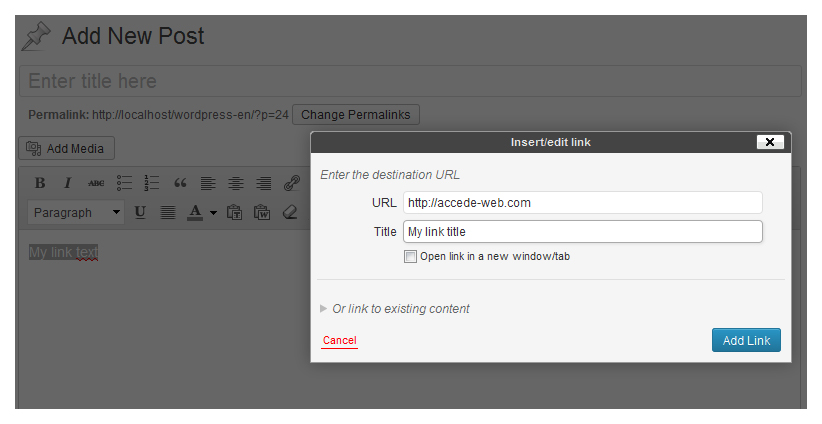 Add New Post
Enter title here
Permalink: http://localhost/wordpress-en/?p=24 Change Permalinks
Add Media
B I ABC
Paragraph U A
My link text
Insert/edit link
Enter the destination URL
URL http://accede-web.com
Title My link title
Open link in a new window/tab
Or link to existing content
Cancel Add Link